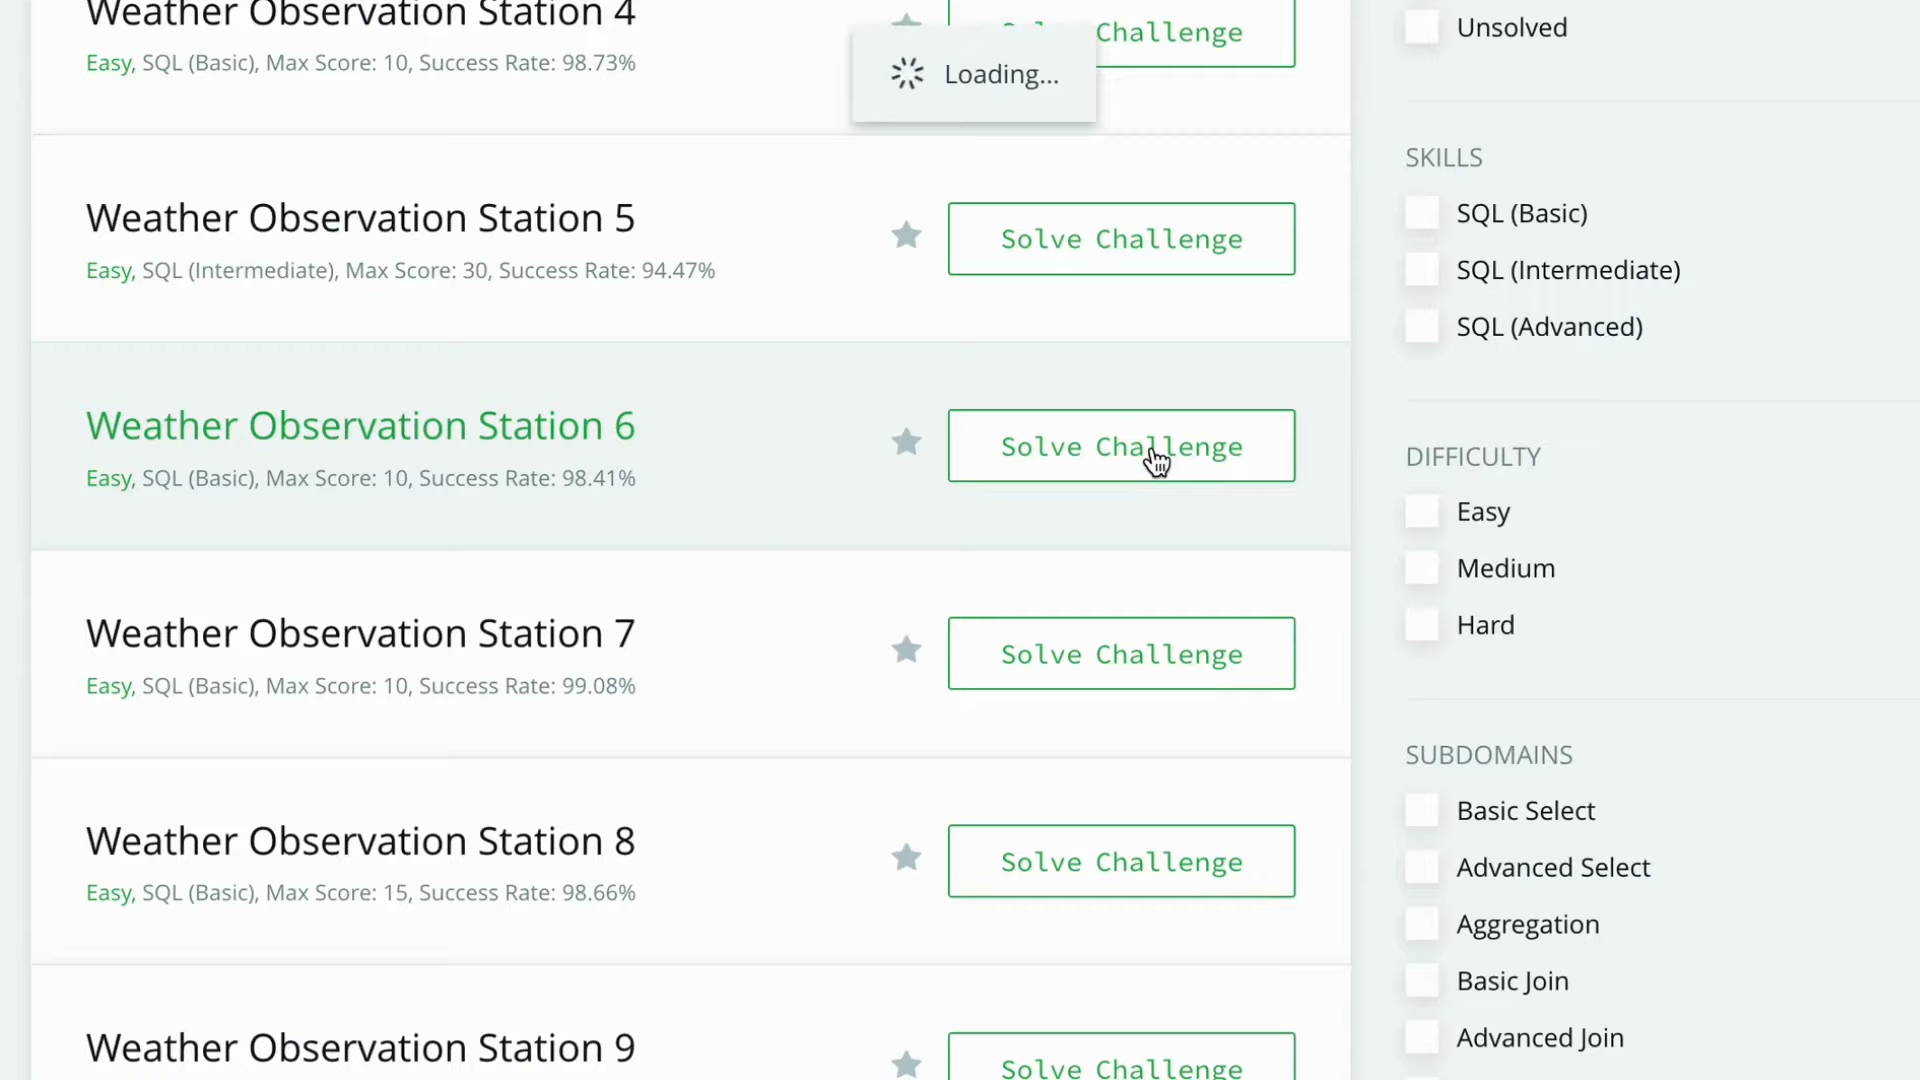 Weather Observation Station 4
Easy, SQL (Basic), Max Score: 10, Success Rate: 98.73%
Challenge
Loading...
Weather Observation Station 5
Easy, SQL (Intermediate), Max Score: 30, Success Rate: 94.47%
Solve Challenge
Weather Observation Station 6
Easy, SQL (Basic), Max Score: 10, Success Rate: 98.41%
Solve Challenge
Weather Observation Station 7
Easy, SQL (Basic), Max Score: 10, Success Rate: 99.08%
Solve Challenge
Weather Observation Station 8
Easy, SQL (Basic), Max Score: 15, Success Rate: 98.66%
Solve Challenge
Weather Observation Station 9
Solve Challenge
Unsolved
SKILLS
SQL (Basic)
SQL (Intermediate)
SQL (Advanced)
DIFFICULTY
Easy
Medium
Hard
SUBDOMAINS
Basic Select
Advanced Select
Aggregation
Basic Join
Advanced Join